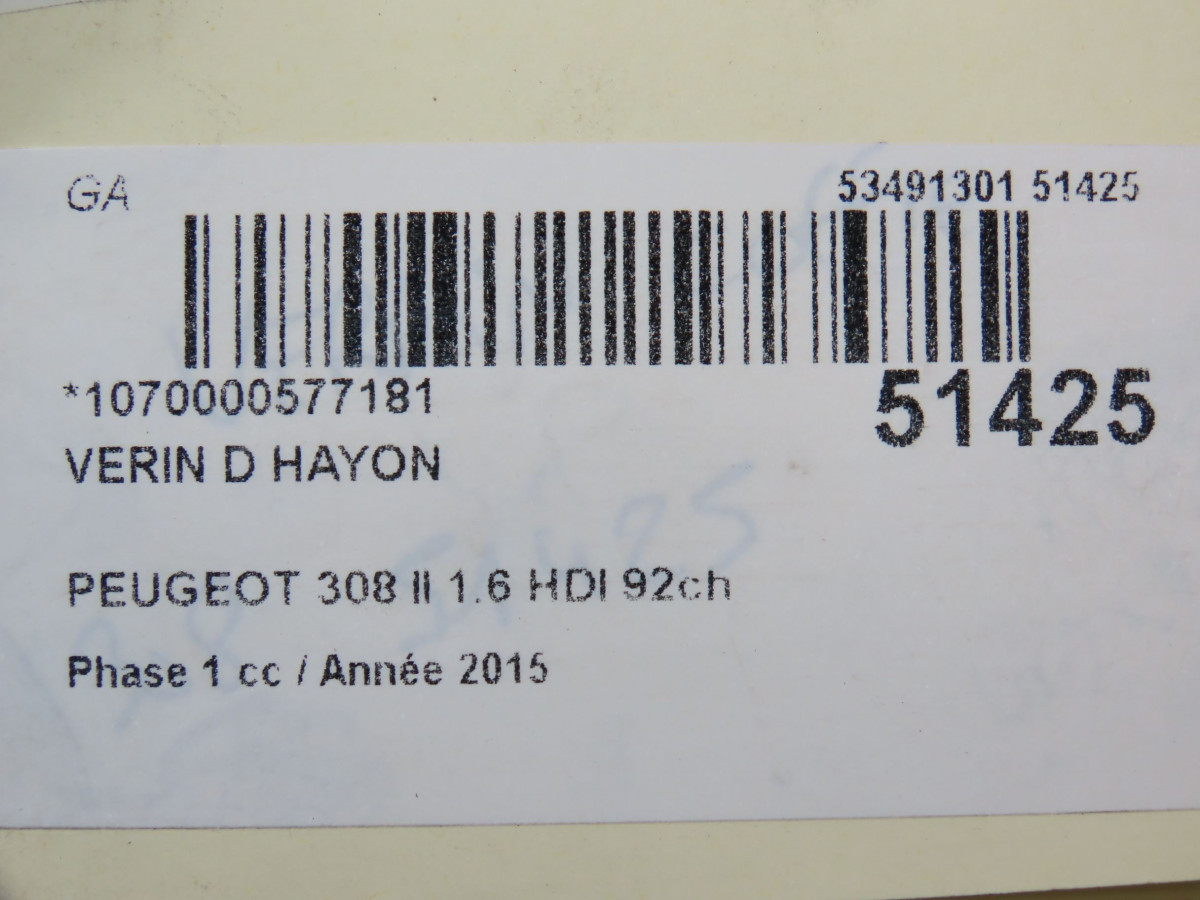 GA
53491301 51425
*1070000577181
51425
VERIN D HAYON
51425
PEUGEOT 308 II 1.6 HDI 92ch
Phase 1 cc / Année 2015